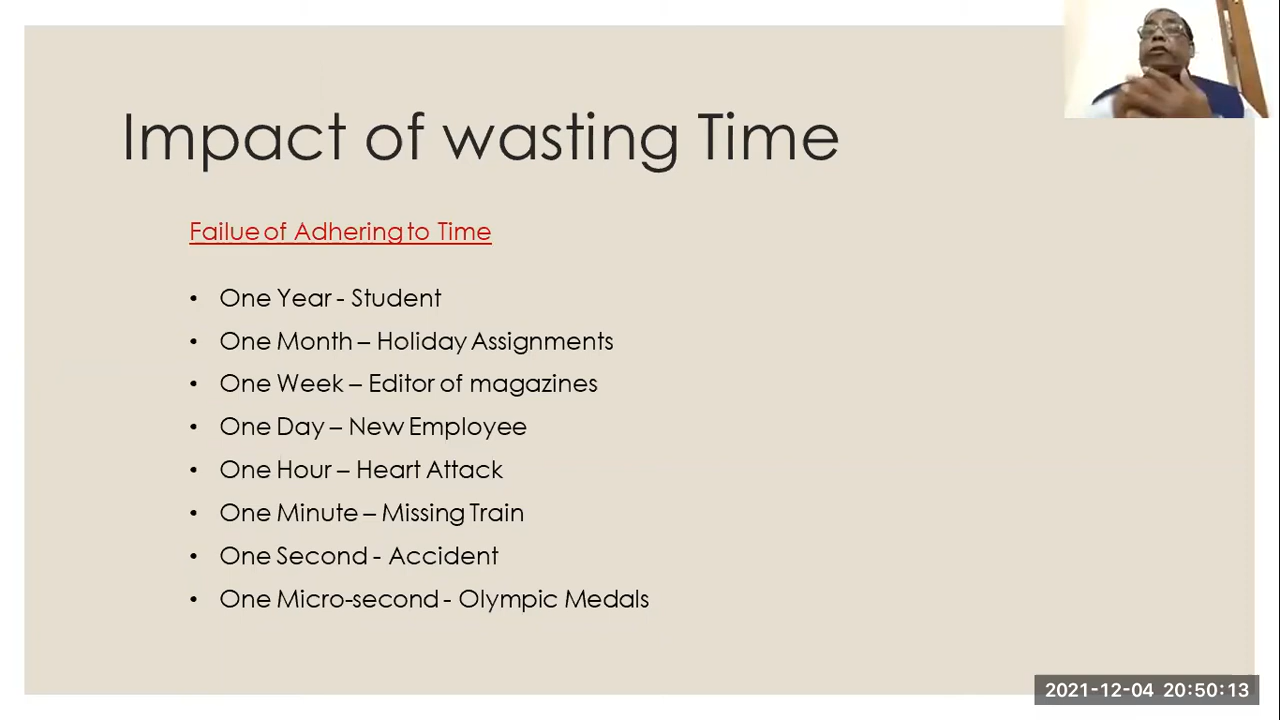 Impact of wasting Time
Failue of Adhering to Time
• One Year - Student
• One Month – Holiday Assignments
• One Week – Editor of magazines
• One Day – New Employee
• One Hour – Heart Attack
• One Minute – Missing Train
• One Second - Accident
• One Micro-second - Olympic Medals
2021-12-04 20:50:13